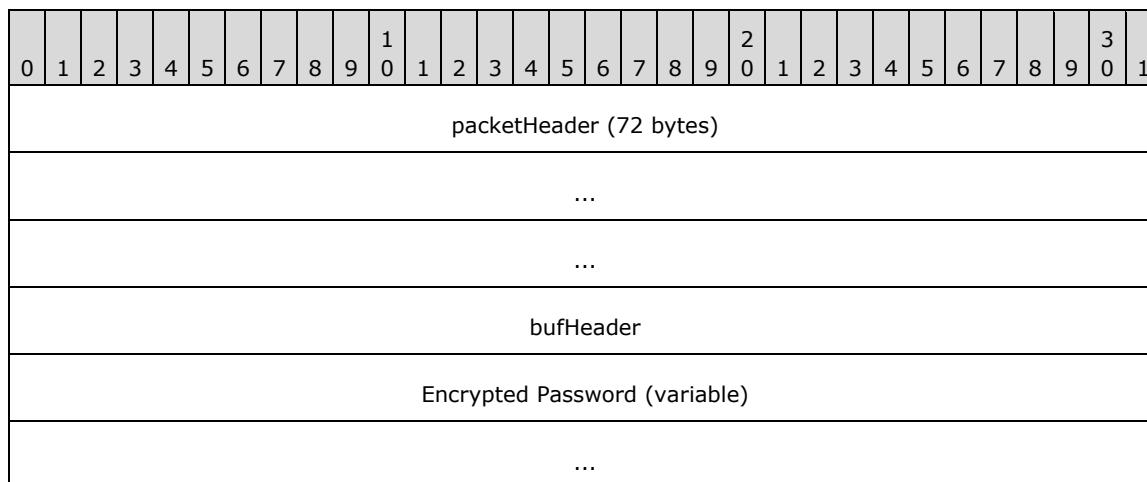 1 2 3
0 1 2 3 4 5 6 7 8 9 0 1 2 3 4 5 6 7 8 9 0 1 2 3 4 5 6 7 8 9 0 1
packetHeader (72 bytes)
...
...
bufHeader
Encrypted Password (variable)
...